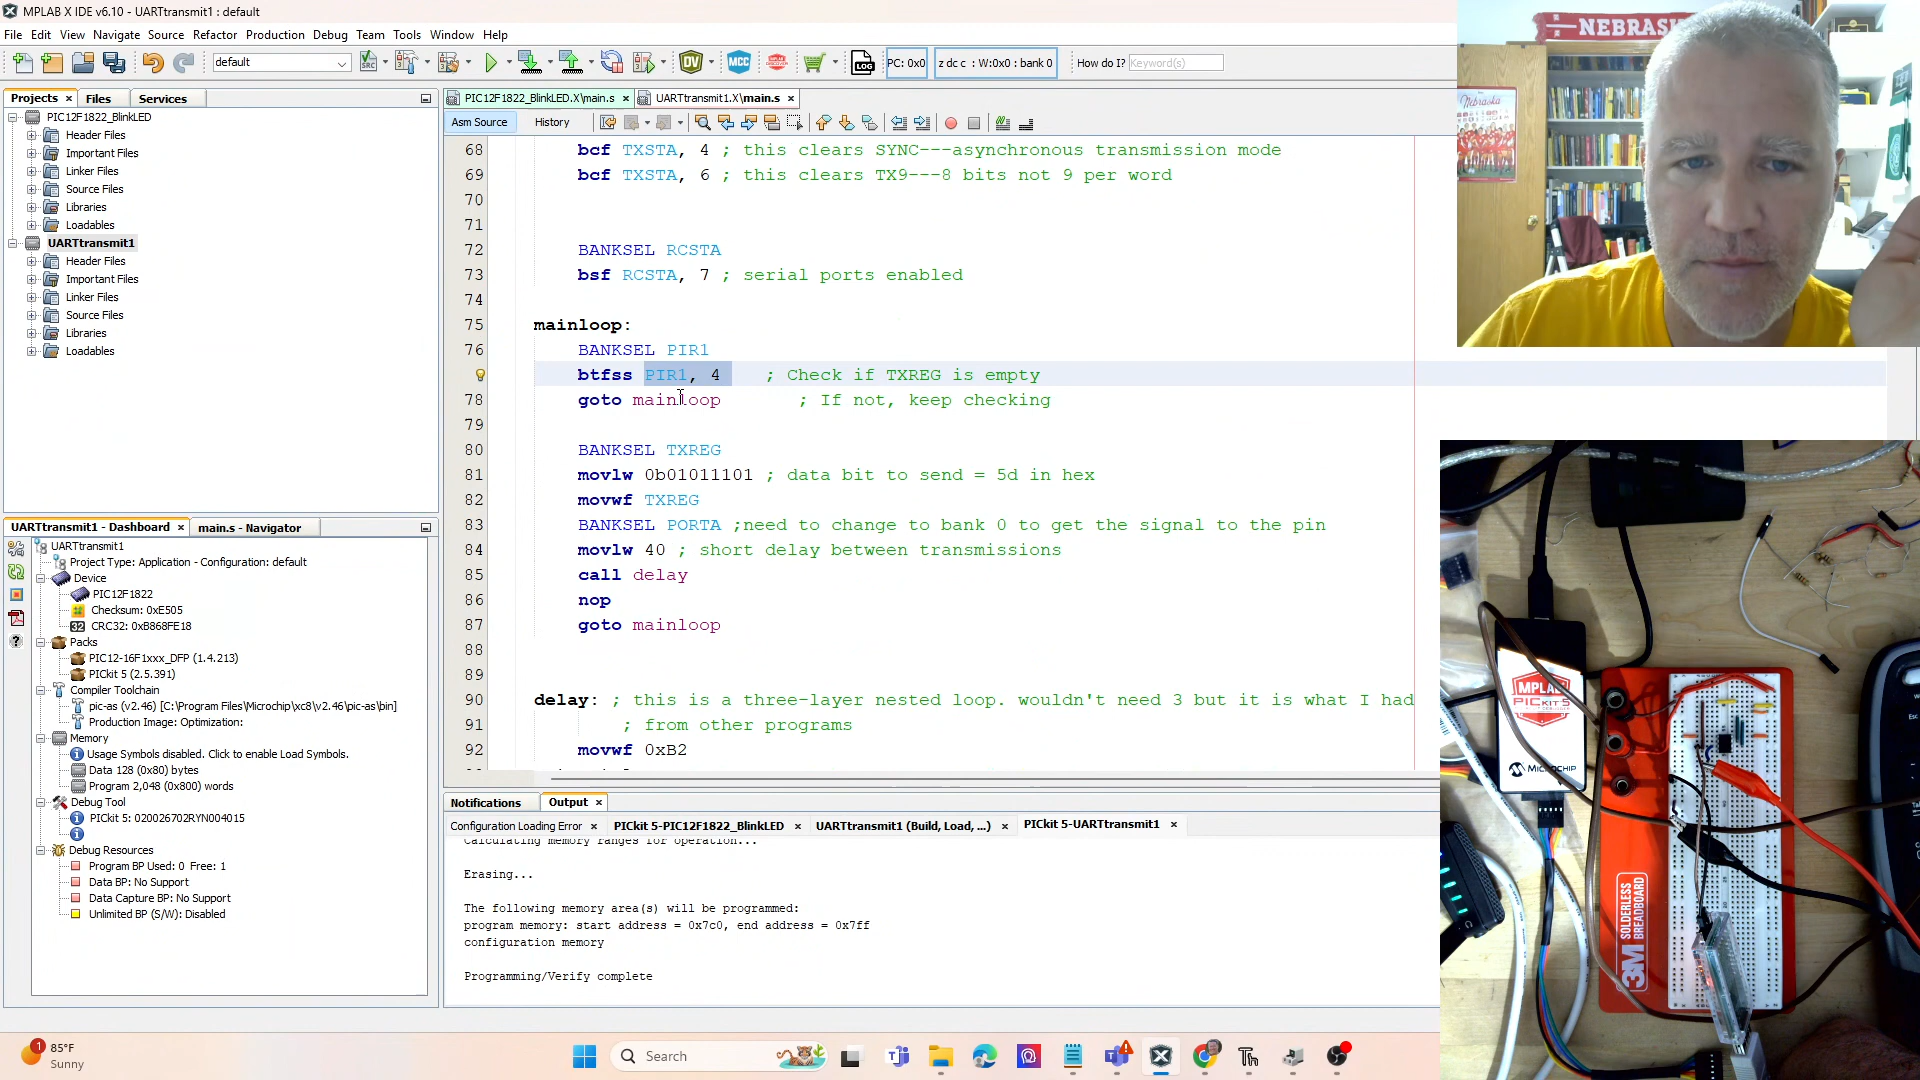 MPLAB X IDE v6.10 - UARTtransmit1 : default
File Edit View Navigate Source Refactor Production Debug Team Tools Window Help
default
PC: 0x0
z dc c : W:0x0 : bank 0
How do I?
Keyword(s)
Projects
Files
Services
PIC12F1822_BlinkLED.X\main.s
UARTtransmit1.X\main.s
Asm Source
History
PIC12F1822_BlinkLED
Header Files
Important Files
Linker Files
Source Files
Libraries
Loadables
UARTtransmit1
Header Files
Important Files
Linker Files
Source Files
Libraries
Loadables
68 bcf TXSTA, 4 ; this clears SYNC---asynchronous transmission mode
69 bcf TXSTA, 6 ; this clears TX9---8 bits not 9 per word
70
71
72 BANKSEL RCSTA
73 bsf RCSTA, 7 ; serial ports enabled
74
75 mainloop:
76 BANKSEL PIR1
btfss PIR1, 4 ; Check if TXREG is empty
78 goto mainloop ; If not, keep checking
79
80 BANKSEL TXREG
81 movlw 0b01011101 ; data bit to send = 5d in hex
82 movwf TXREG
83 BANKSEL PORTA ;need to change to bank 0 to get the signal to the pin
84 movlw 40 ; short delay between transmissions
85 call delay
86 nop
87 goto mainloop
88
89
90 delay: ; this is a three-layer nested loop. wouldn't need 3 but it is what I had
91 ; from other programs
92 movwf 0xB2
UARTtransmit1 - Dashboard
main.s - Navigator
UARTtransmit1
Project Type: Application - Configuration: default
Device
PIC12F1822
Checksum: 0xE505
CRC32: 0xB868FE18
Packs
PIC12-16F1xxx_DFP (1.4.213)
PICkit 5 (2.5.391)
Compiler Toolchain
pic-as (v2.46) [C:\Program Files\Microchip\xc8\v2.46\pic-as\bin]
Production Image: Optimization:
Memory
Usage Symbols disabled. Click to enable Load Symbols.
Data 128 (0x80) bytes
Program 2,048 (0x800) words
Debug Tool
PICkit 5: 020026702RYN004015
Debug Resources
Program BP Used: 0 Free: 1
Data BP: No Support
Data Capture BP: No Support
Unlimited BP (S/W): Disabled
Notifications
Output
Configuration Loading Error
PICkit 5-PIC12F1822_BlinkLED
UARTtransmit1 (Build, Load, ...)
PICkit 5-UARTtransmit1
Calculating memory ranges for operation...
Erasing...
The following memory area(s) will be programmed:
program memory: start address = 0x7c0, end address = 0x7ff
configuration memory
Programming/Verify complete
NEBRASK
Nebraska
MPLAB
PICKIT5
MICROCHIP
3M SOLDERLESS
BREADBOARD
85°F
Sunny
Search